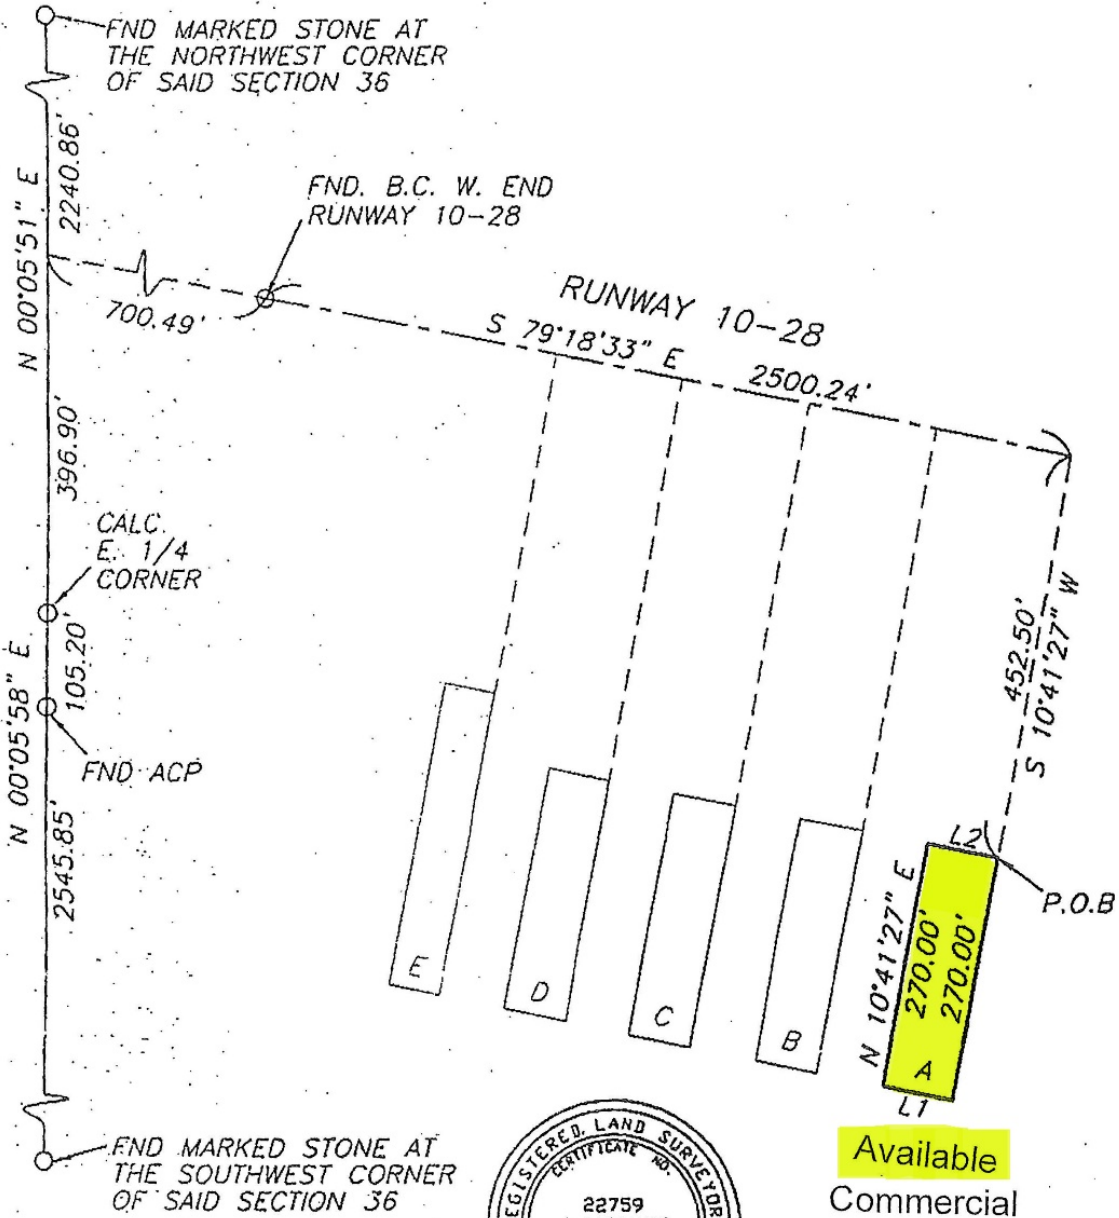 FND MARKED STONE AT
THE NORTHWEST CORNER
OF SAID SECTION 36
N 00°05'51" E
2240.86'
FND. B.C. W. END
RUNWAY 10-28
700.49'
RUNWAY 10-28
S 79°18'33" E
2500.24'
396.90'
CALC.
E. 1/4
CORNER
N 00°05'58" E
105.20'
FND ACP
2545.85'
452.50'
S 10°41'27" W
L2
P.O.B
N 10°41'27" E
270.00'
270.00'
E
D
C
B
A
L1
FND MARKED STONE AT
THE SOUTHWEST CORNER
OF SAID SECTION 36
REGISTERED LAND SURVEYOR
CERTIFICATE NO.
22759
Available
Commercial